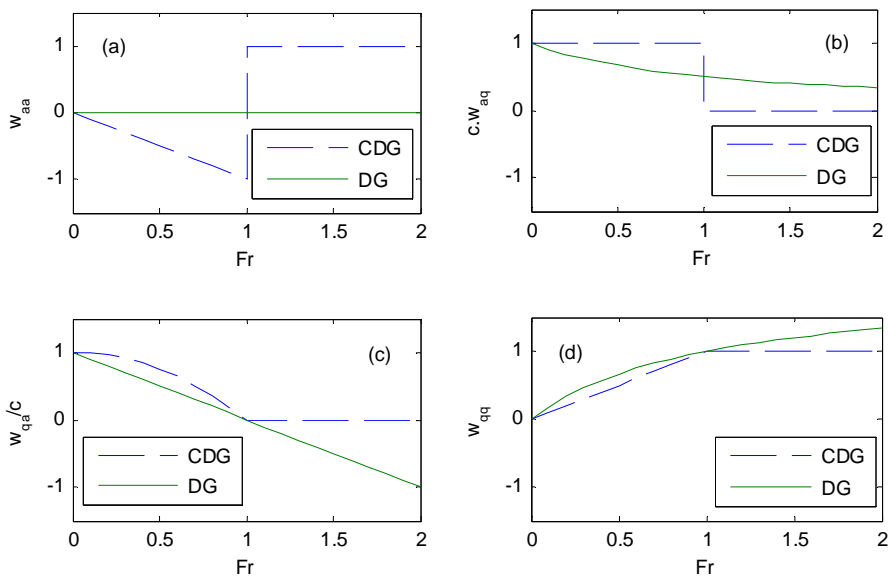 (a)
w_aa
1
0
-1
CDG
DG
0 0.5 1 1.5 2
Fr
(b)
c.w_aq
1
0
-1
CDG
DG
0 0.5 1 1.5 2
Fr
(c)
w_qa/c
1
0
-1
CDG
DG
0 0.5 1 1.5 2
Fr
(d)
w_qq
1
0
-1
CDG
DG
0 0.5 1 1.5 2
Fr